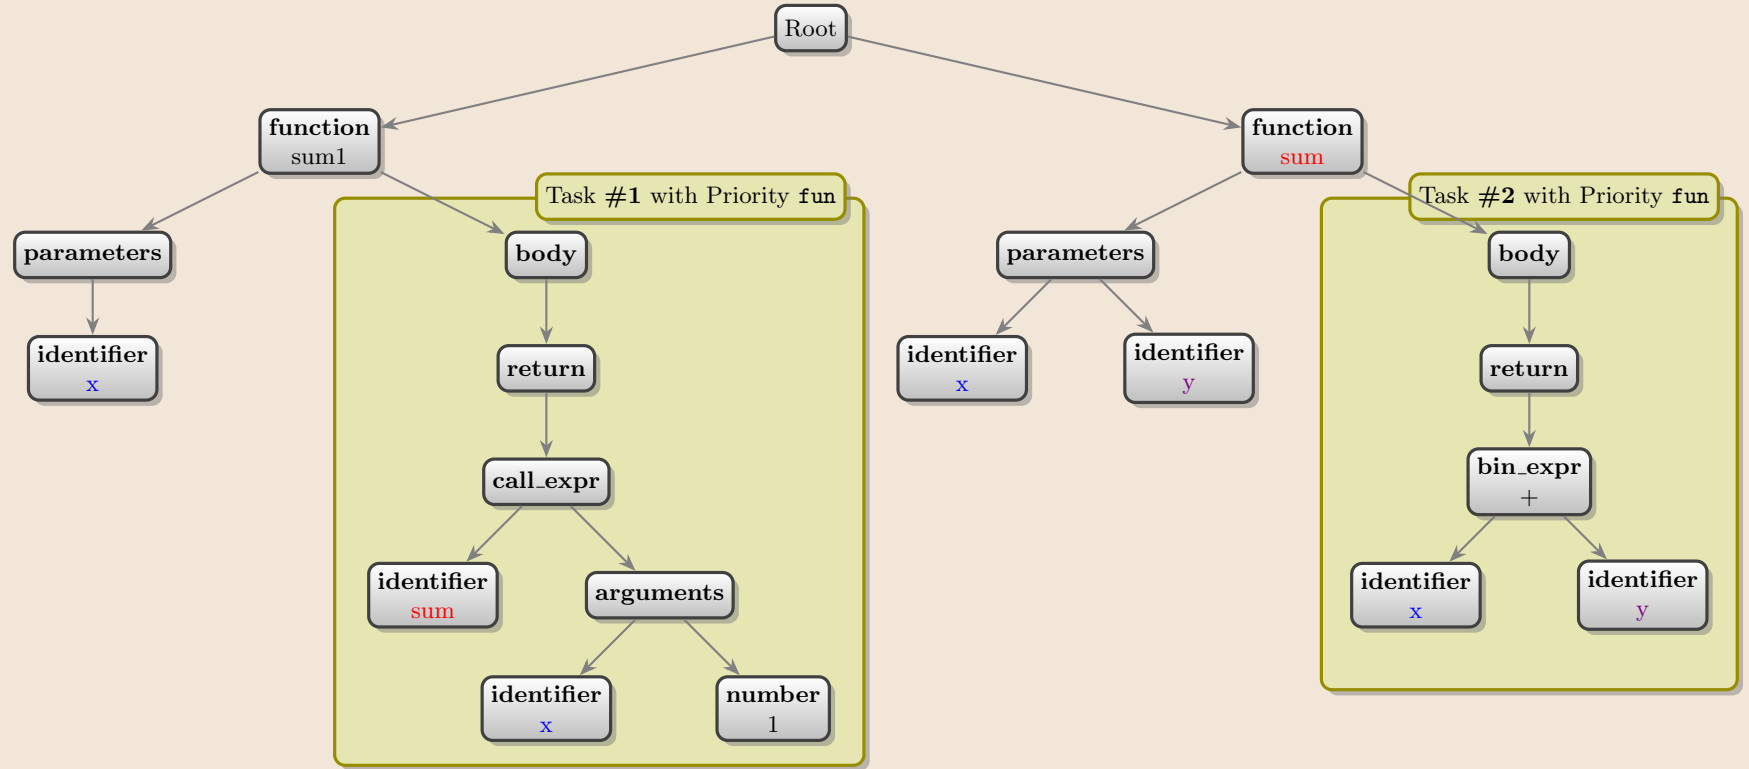 Root
function
sum1
function
sum
Task #1 with Priority fun
Task #2 with Priority fun
parameters
body
parameters
body
identifier
x
return
identifier
x
identifier
y
return
call_expr
bin_expr
+
identifier
sum
arguments
identifier
x
identifier
y
identifier
x
number
1